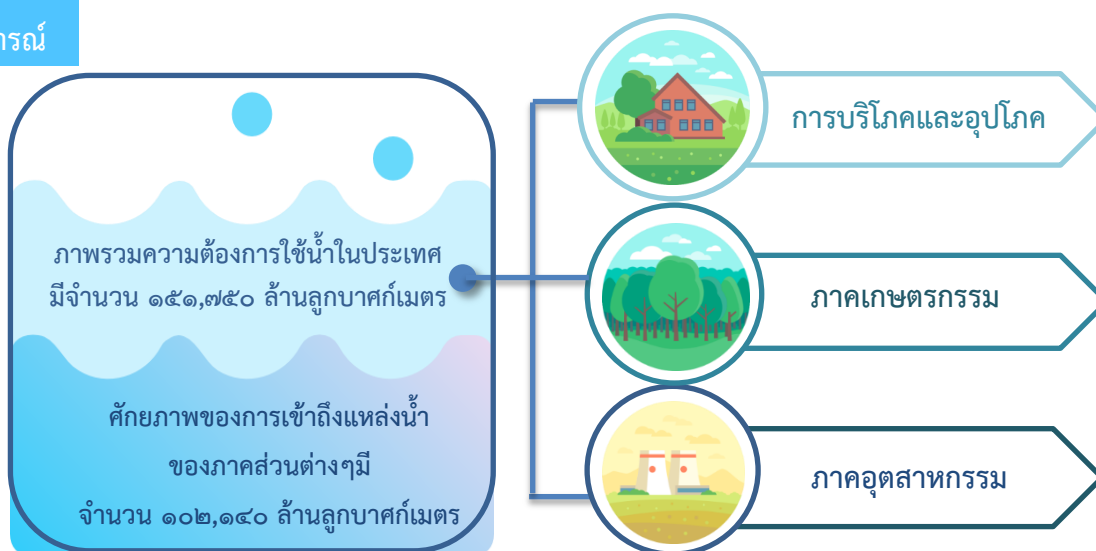 ภาพรวมความต้องการใช้น้ำในประเทศ
มีจำนวน ๑๕๑,๗๕๐ ล้านลูกบาศก์เมตร
ศักยภาพของการเข้าถึงแหล่งน้ำ
ของภาคส่วนต่างๆมี
จำนวน ๑๐๒,๑๔๐ ล้านลูกบาศก์เมตร
การบริโภคและอุปโภค
ภาคเกษตรกรรม
ภาคอุตสาหกรรม